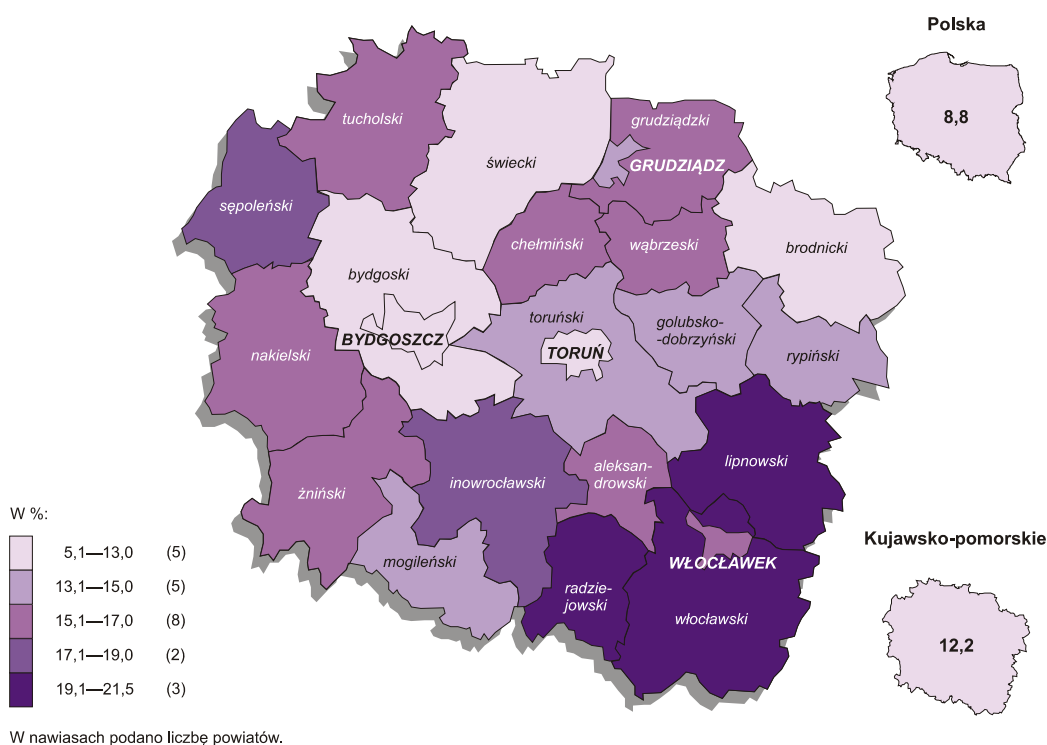 Polska
8,8
tucholski
grudziądzki
GRUDZIĄDZ
świecki
sępoleński
chełmiński
wąbrzeski
brodnicki
bydgoski
BYDGOSZCZ
toruński
TORUŃ
golubsko-
-dobrzyński
rypiński
nakielski
aleksan-
drowski
lipnowski
inowrocławski
żniński
mogileński
radzie-
jowski
WŁOCŁAWEK
włocławski
Kujawsko-pomorskie
12,2
W %:
5,1—13,0 (5)
13,1—15,0 (5)
15,1—17,0 (8)
17,1—19,0 (2)
19,1—21,5 (3)
W nawiasach podano liczbę powiatów.